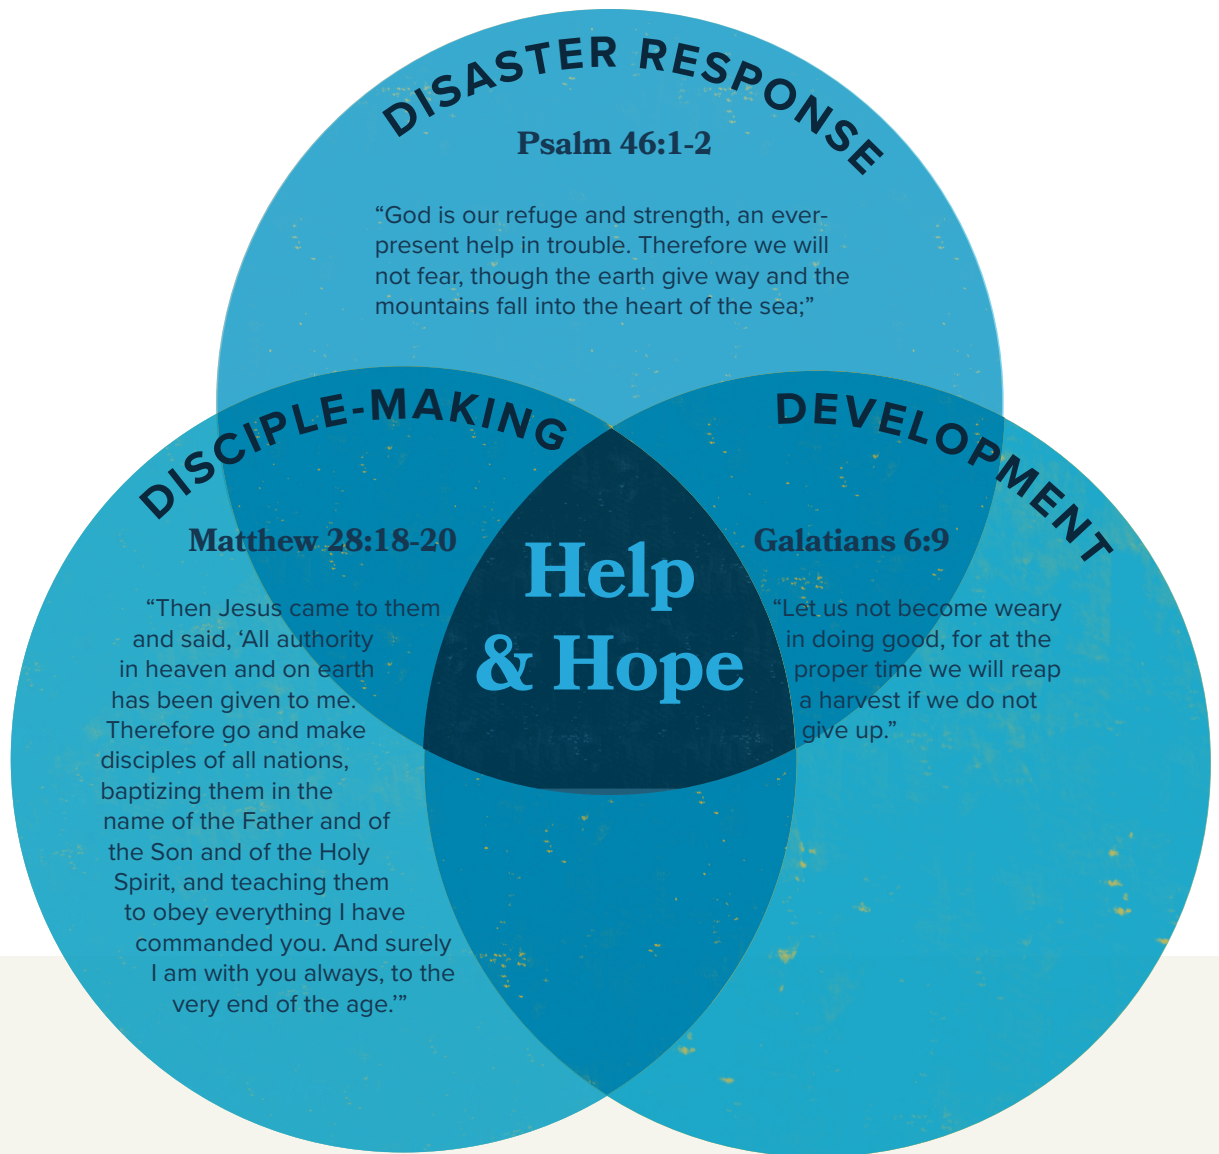 DISASTER RESPONSE
Psalm 46:1-2
“God is our refuge and strength, an ever-
present help in trouble. Therefore we will
not fear, though the earth give way and the
mountains fall into the heart of the sea;”
DISCIPLE-MAKING
Matthew 28:18-20
“Then Jesus came to them
and said, ‘All authority
in heaven and on earth
has been given to me.
Therefore go and make
disciples of all nations,
baptizing them in the
name of the Father and of
the Son and of the Holy
Spirit, and teaching them
to obey everything I have
commanded you. And surely
I am with you always, to the
very end of the age.’”
Help
& Hope
DEVELOPMENT
Galatians 6:9
“Let us not become weary
in doing good, for at the
proper time we will reap
a harvest if we do not
give up.”